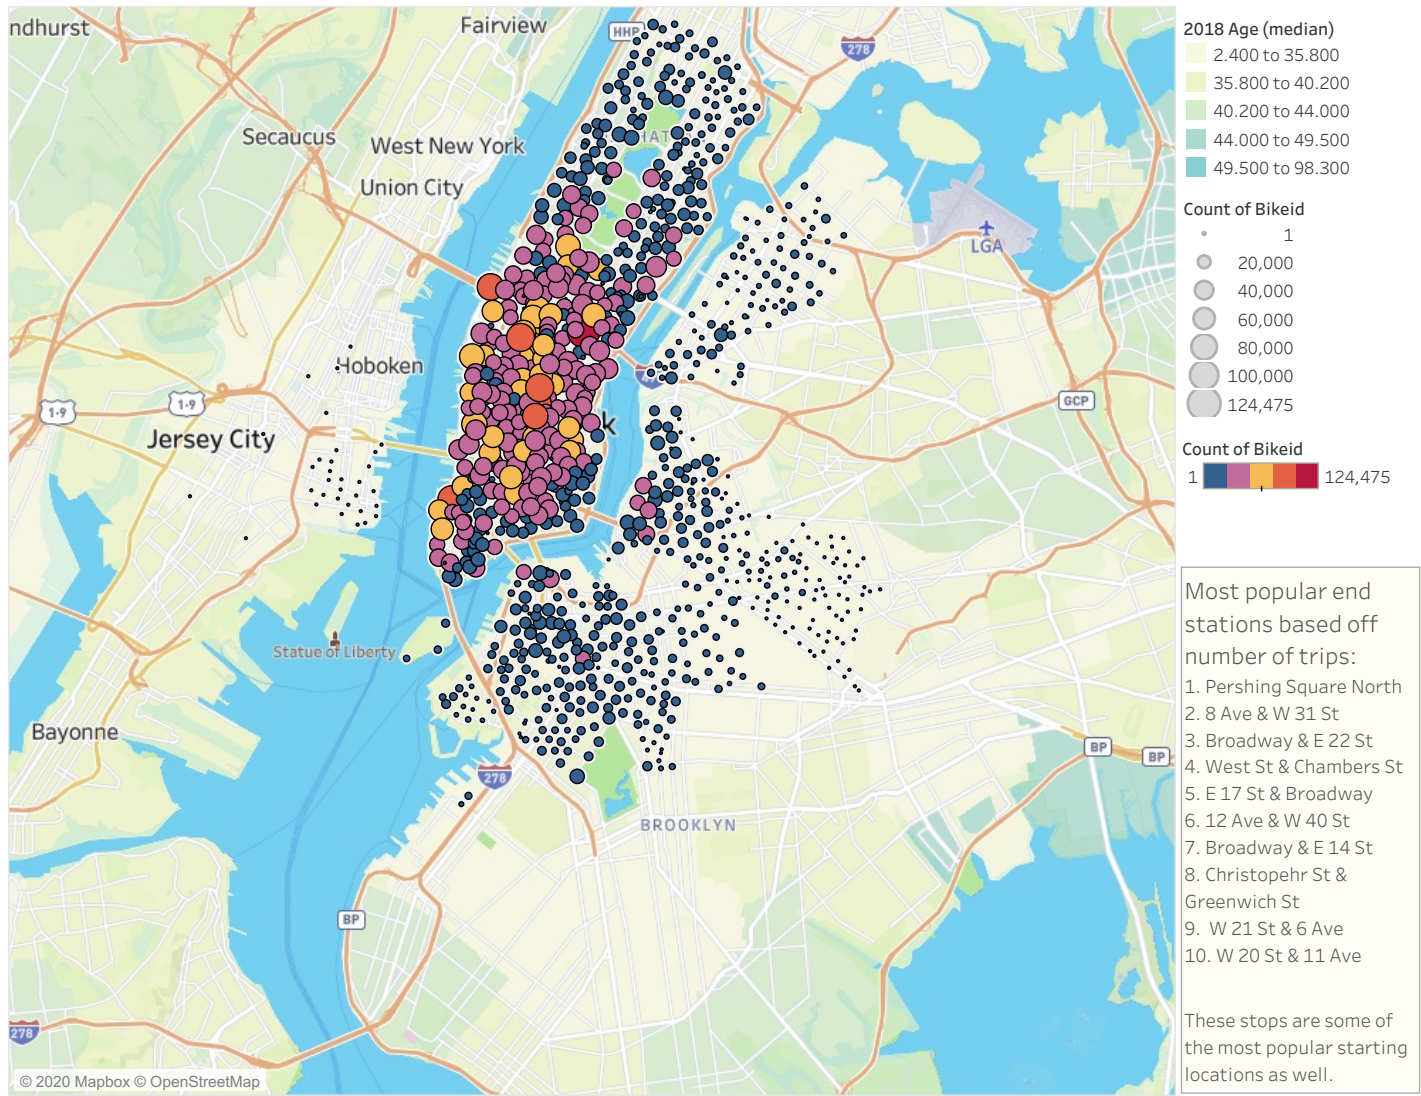 ndhurst
Fairview
HHP
278
Secaucus
West New York
Union City
LGA
Hoboken
1-9
1-9
GCP
Jersey City
k
Statue of Liberty
Bayonne
278
BP
BP
BROOKLYN
BP
278
© 2020 Mapbox © OpenStreetMap
2018 Age (median)
2.400 to 35.800
35.800 to 40.200
40.200 to 44.000
44.000 to 49.500
49.500 to 98.300
Count of Bikeid
1
20,000
40,000
60,000
80,000
100,000
124,475
Count of Bikeid
1 124,475
Most popular end
stations based off
number of trips:
1. Pershing Square North
2. 8 Ave & W 31 St
3. Broadway & E 22 St
4. West St & Chambers St
5. E 17 St & Broadway
6. 12 Ave & W 40 St
7. Broadway & E 14 St
8. Christopehr St &
Greenwich St
9. W 21 St & 6 Ave
10. W 20 St & 11 Ave
These stops are some of
the most popular starting
locations as well.